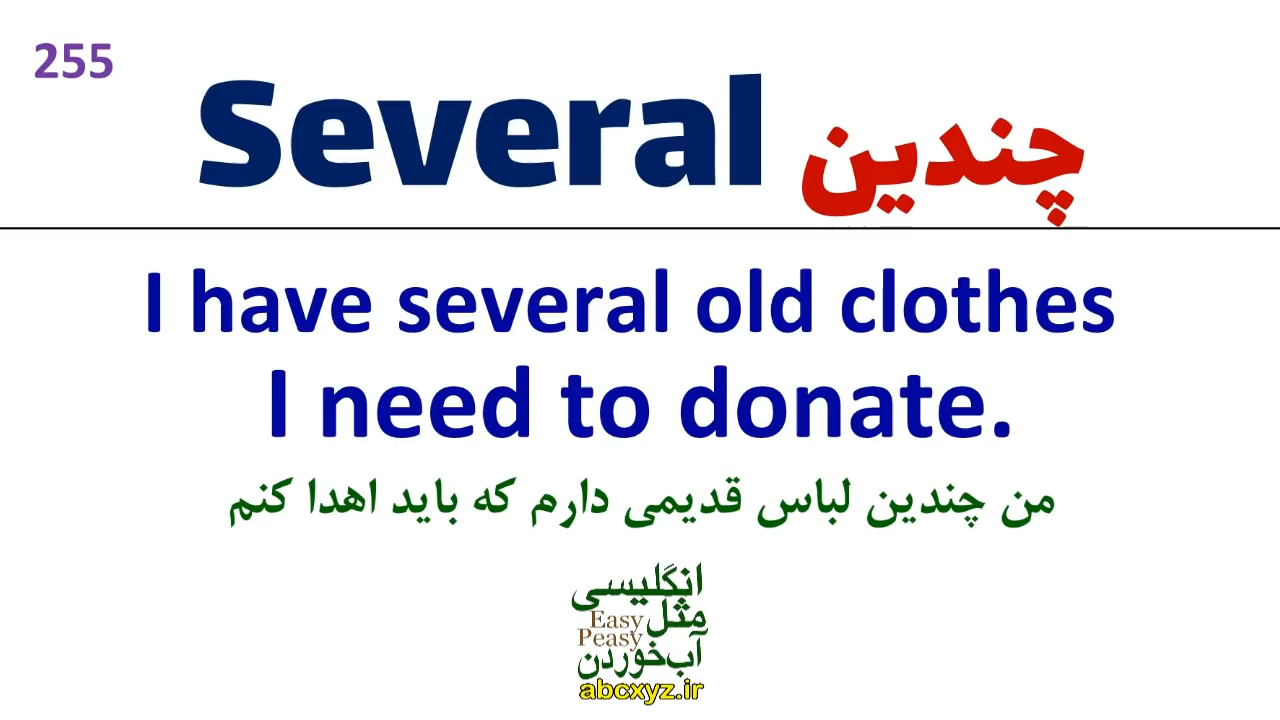 255
Several چندین
I have several old clothes
I need to donate.
من چندین لباس قدیمی دارم که باید اهدا کنم
انگلیسی
مثل
Easy
Peasy
آب‌خوردن
abcxyz.ir